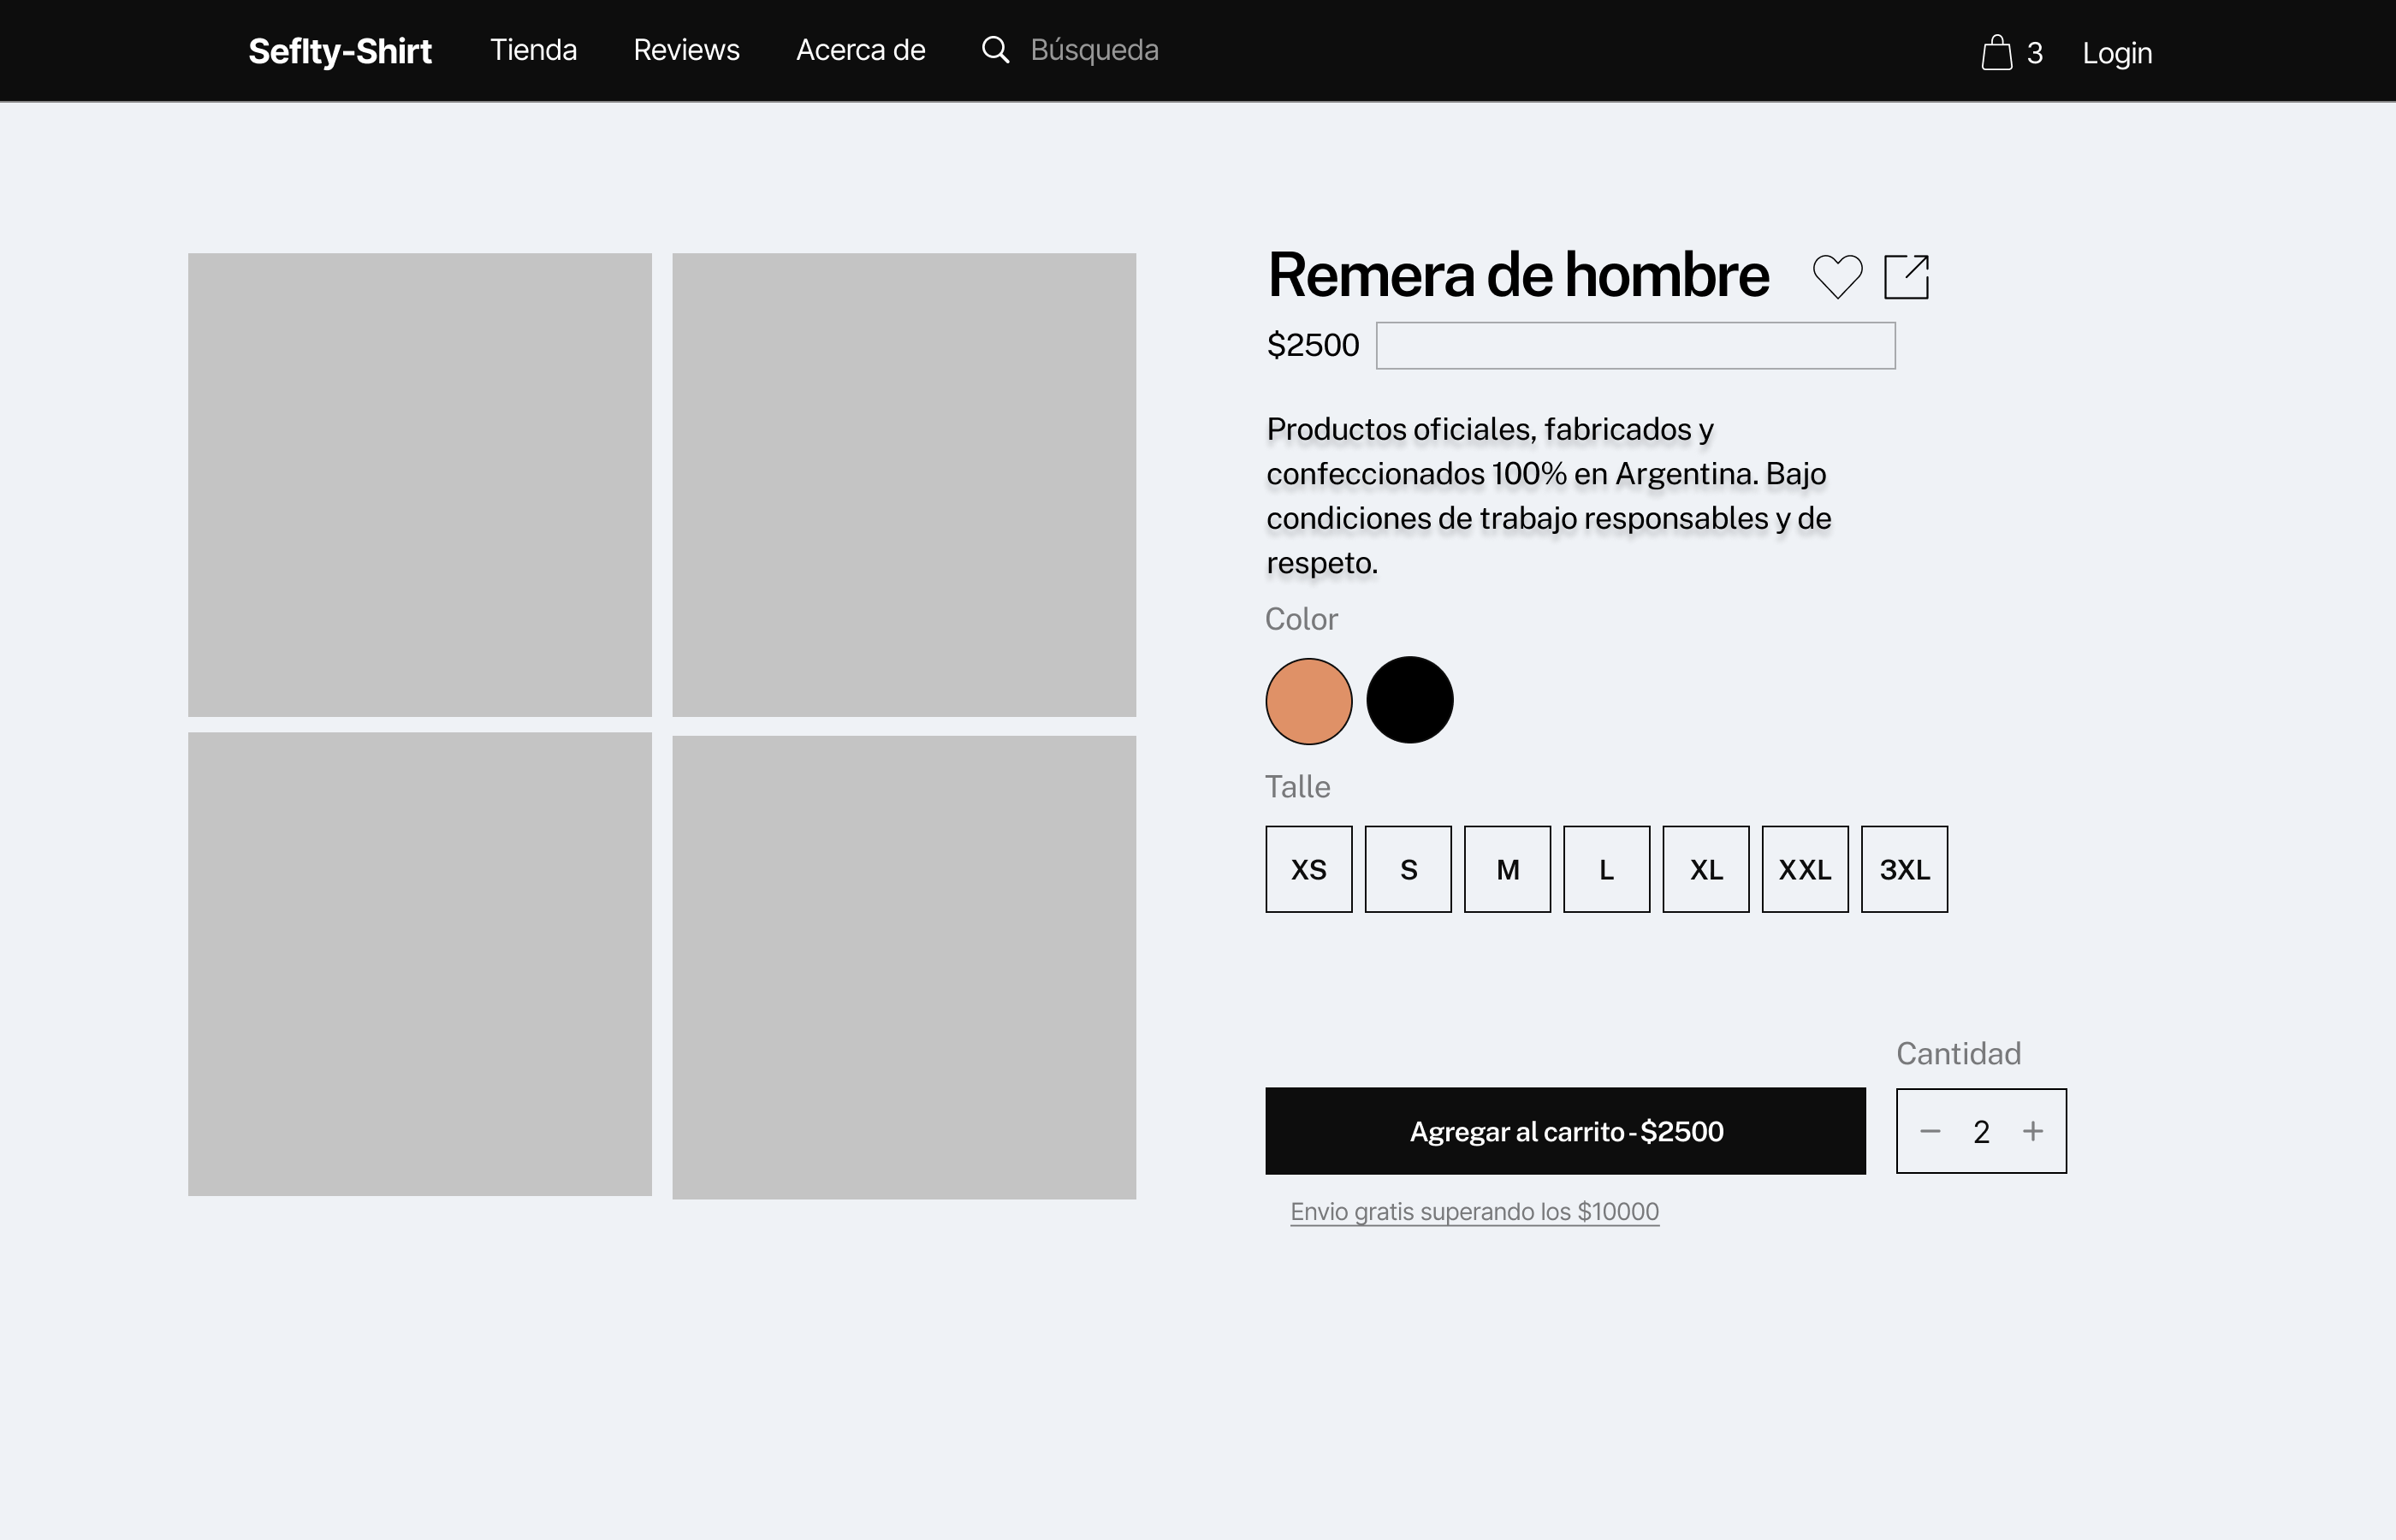 Seflty-Shirt
Tienda
Reviews
Acerca de
Búsqueda
3
Login
Remera de hombre
$2500
Productos oficiales, fabricados y
confeccionados 100% en Argentina. Bajo
condiciones de trabajo responsables y de
respeto.
Color
Talle
XS
S
M
L
XL
XXL
3XL
Cantidad
Agregar al carrito - $2500
2
Envio gratis superando los $10000